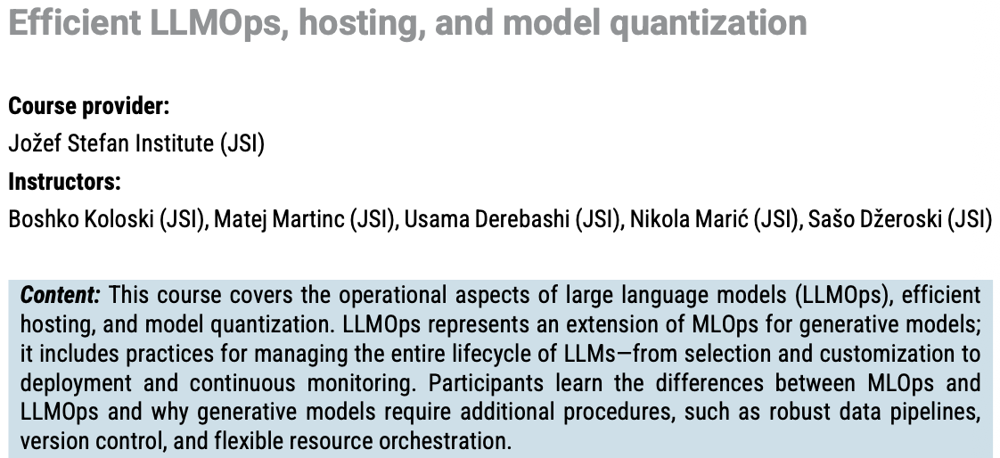 Efficient LLMOps, hosting, and model quantization
Course provider:
Jožef Stefan Institute (JSI)
Instructors:
Boshko Koloski (JSI), Matej Martinc (JSI), Usama Derebashi (JSI), Nikola Marić (JSI), Sašo Džeroski (JSI)
Content: This course covers the operational aspects of large language models (LLMOps), efficient
hosting, and model quantization. LLMOps represents an extension of MLOps for generative models;
it includes practices for managing the entire lifecycle of LLMs—from selection and customization to
deployment and continuous monitoring. Participants learn the differences between MLOps and
LLMOps and why generative models require additional procedures, such as robust data pipelines,
version control, and flexible resource orchestration.